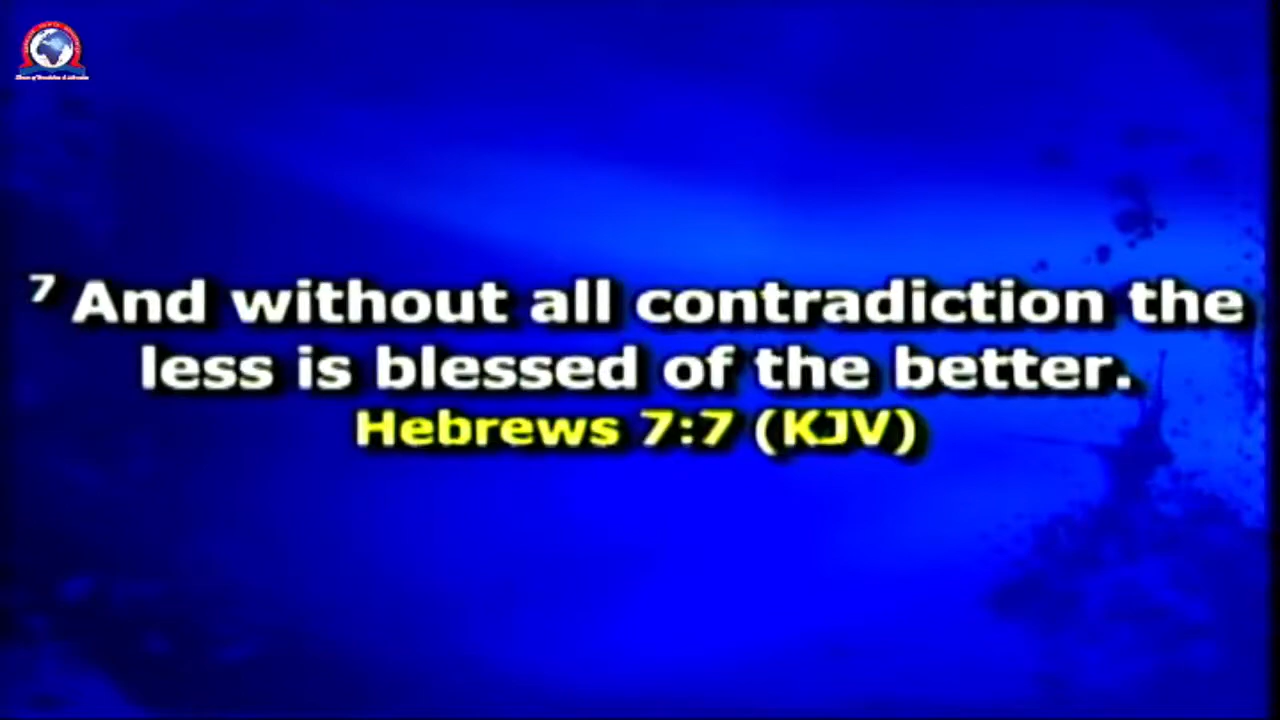 7 And without all contradiction the
less is blessed of the better.
Hebrews 7:7 (KJV)